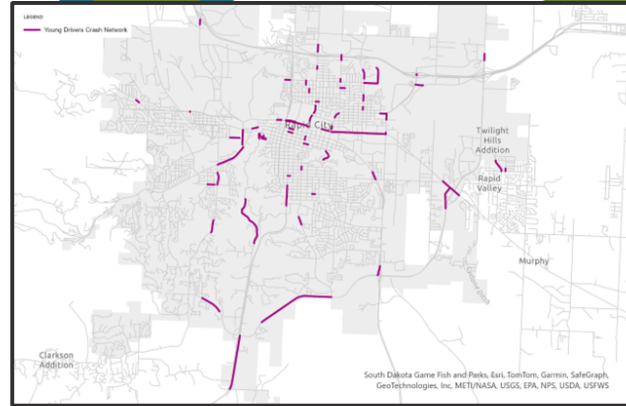 LEGEND
Young Drivers Crash Network
Rapid City
Twilight
Hills
Addition
Rapid
Valley
Murphy
Clarkson
Addition
South Dakota Game Fish and Parks, Esri, TomTom, Garmin, SafeGraph,
GeoTechnologies, Inc, METI/NASA, USGS, EPA, NPS, USDA, USFWS